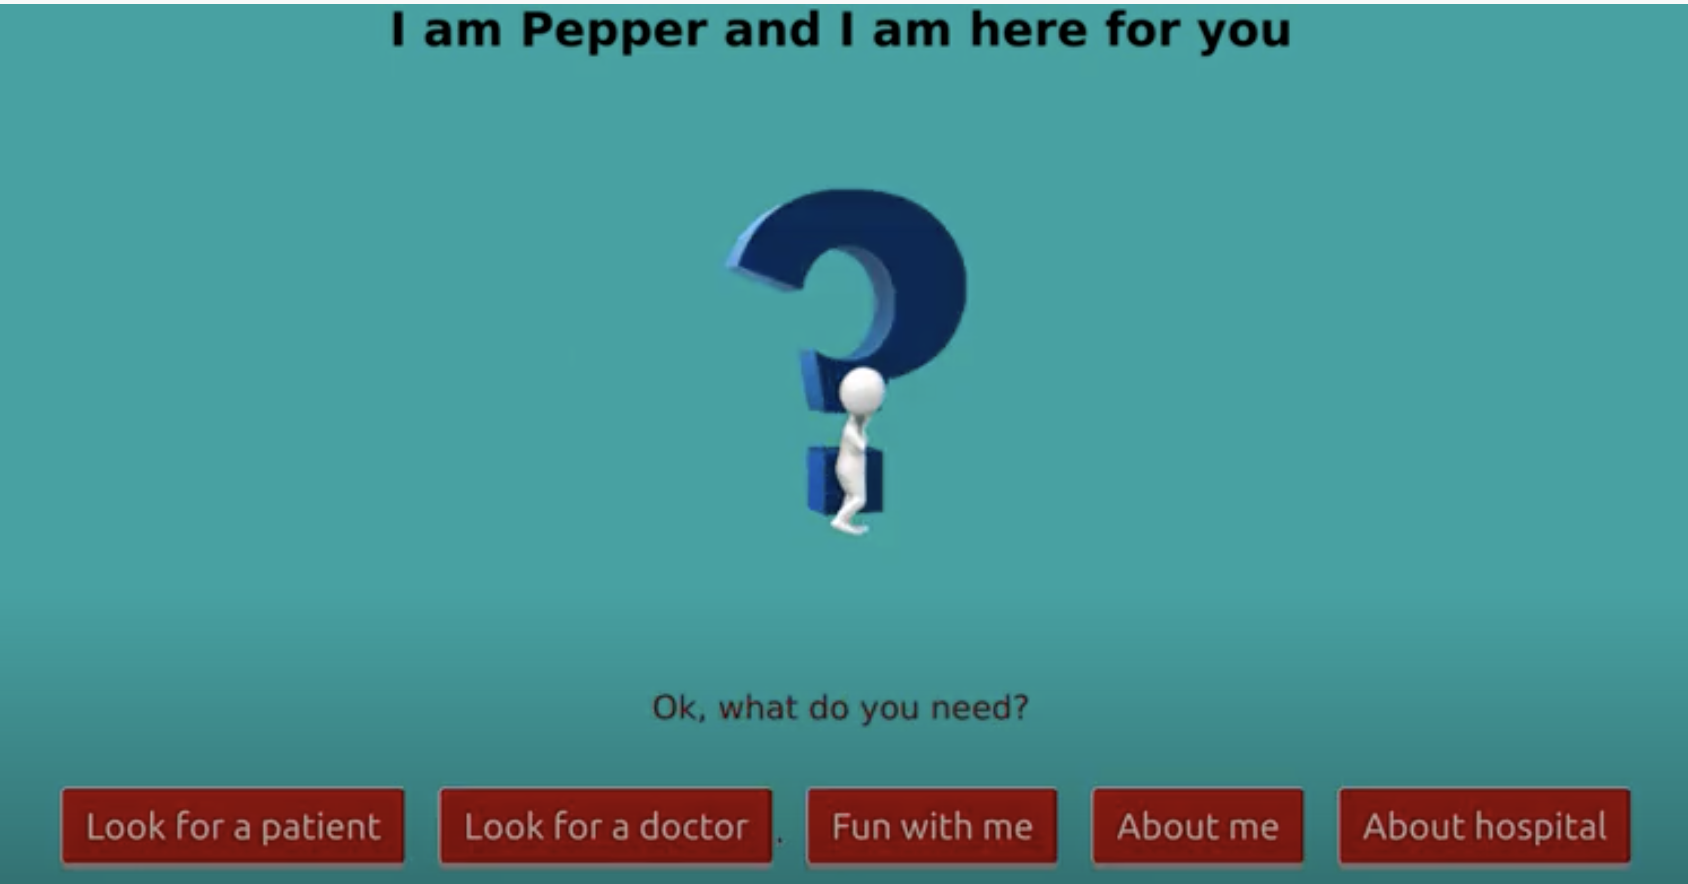 I am Pepper and I am here for you
Ok, what do you need?
Look for a patient
Look for a doctor .
Fun with me
About me
About hospital